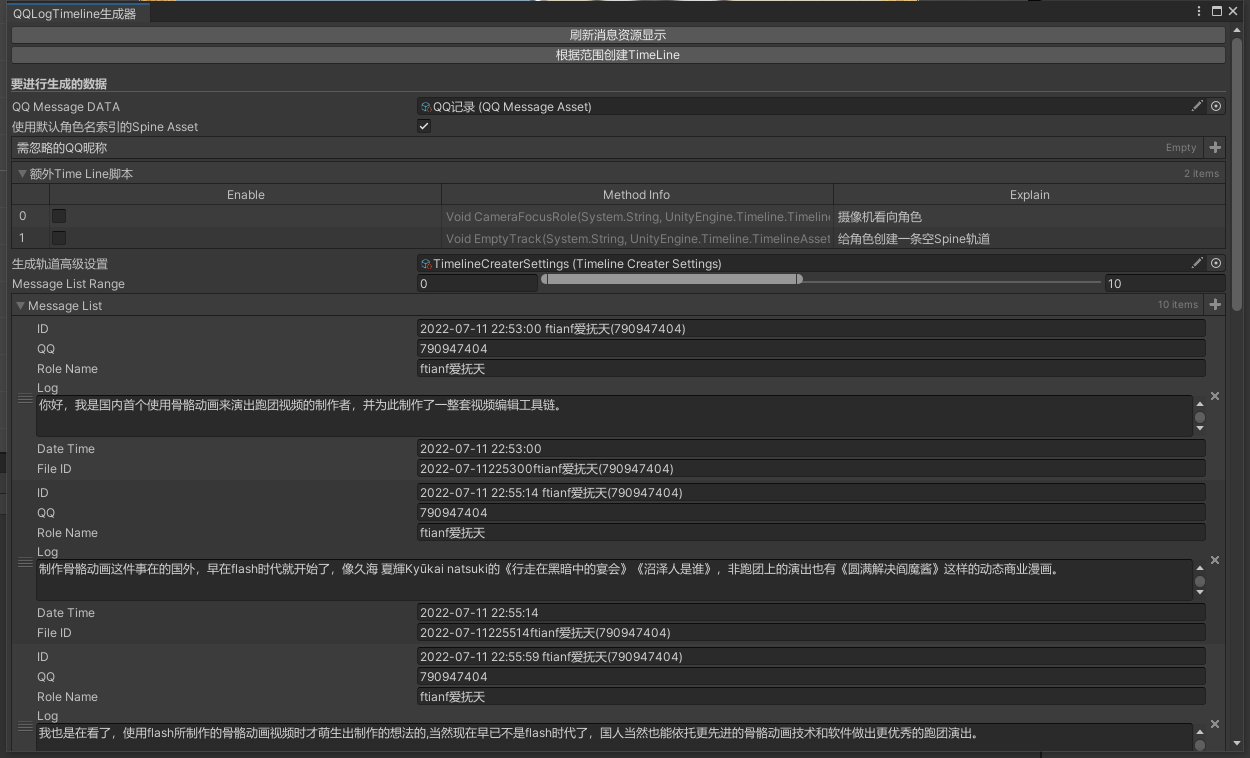 QQLogTimeline生成器
刷新消息资源显示
根据范围创建TimeLine
要进行生成的数据
QQ Message DATA QQ记录 (QQ Message Asset)
使用默认角色名索引的Spine Asset
需忽略的QQ昵称 Empty
额外Time Line脚本 2 items
Enable Method Info Explain
0 Void CameraFocusRole(System.String, UnityEngine.Timeline.Timeline 摄像机看向角色
1 Void EmptyTrack(System.String, UnityEngine.Timeline.TimelineAsset 给角色创建一条空Spine轨道
生成轨道高级设置 TimelineCreaterSettings (Timeline Creater Settings)
Message List Range 0 10
Message List 10 items
ID 2022-07-11 22:53:00 ftianf爱抚天(790947404)
QQ 790947404
Role Name ftianf爱抚天
Log
你好，我是国内首个使用骨骼动画来演出跑团视频的制作者，并为此制作了一整套视频编辑工具链。
Date Time 2022-07-11 22:53:00
File ID 2022-07-11225300ftianf爱抚天(790947404)
ID 2022-07-11 22:55:14 ftianf爱抚天(790947404)
QQ 790947404
Role Name ftianf爱抚天
Log
制作骨骼动画这件事在的国外，早在flash时代就开始了，像久海 夏輝Kyūkai natsuki的《行走在黑暗中的宴会》《沼泽人是谁》，非跑团上的演出也有《圆满解决阎魔酱》这样的动态商业漫画。
Date Time 2022-07-11 22:55:14
File ID 2022-07-11225514ftianf爱抚天(790947404)
ID 2022-07-11 22:55:59 ftianf爱抚天(790947404)
QQ 790947404
Role Name ftianf爱抚天
Log
我也是在看了，使用flash所制作的骨骼动画视频时才萌生出制作的想法的,当然现在早已不是flash时代了，国人当然也能依托更先进的骨骼动画技术和软件做出更优秀的跑团演出。